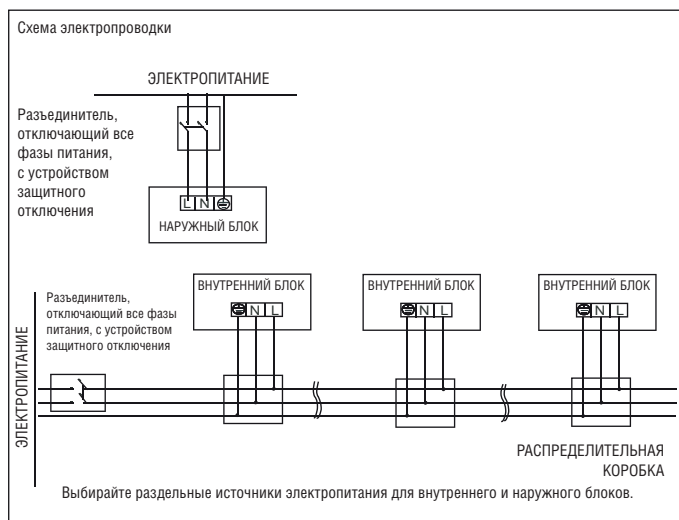 Схема электропроводки
ЭЛЕКТРОПИТАНИЕ
Разъединитель,
отключающий все
фазы питания,
с устройством
защитного
отключения
L N
НАРУЖНЫЙ БЛОК
ЭЛЕКТРОПИТАНИЕ
Разъединитель,
отключающий все фазы
питания, с устройством
защитного отключения
ВНУТРЕННИЙ БЛОК
N L
ВНУТРЕННИЙ БЛОК
N L
ВНУТРЕННИЙ БЛОК
N L
РАСПРЕДЕЛИТЕЛЬНАЯ
КОРОБКА
Выбирайте раздельные источники электропитания для внутреннего и наружного блоков.